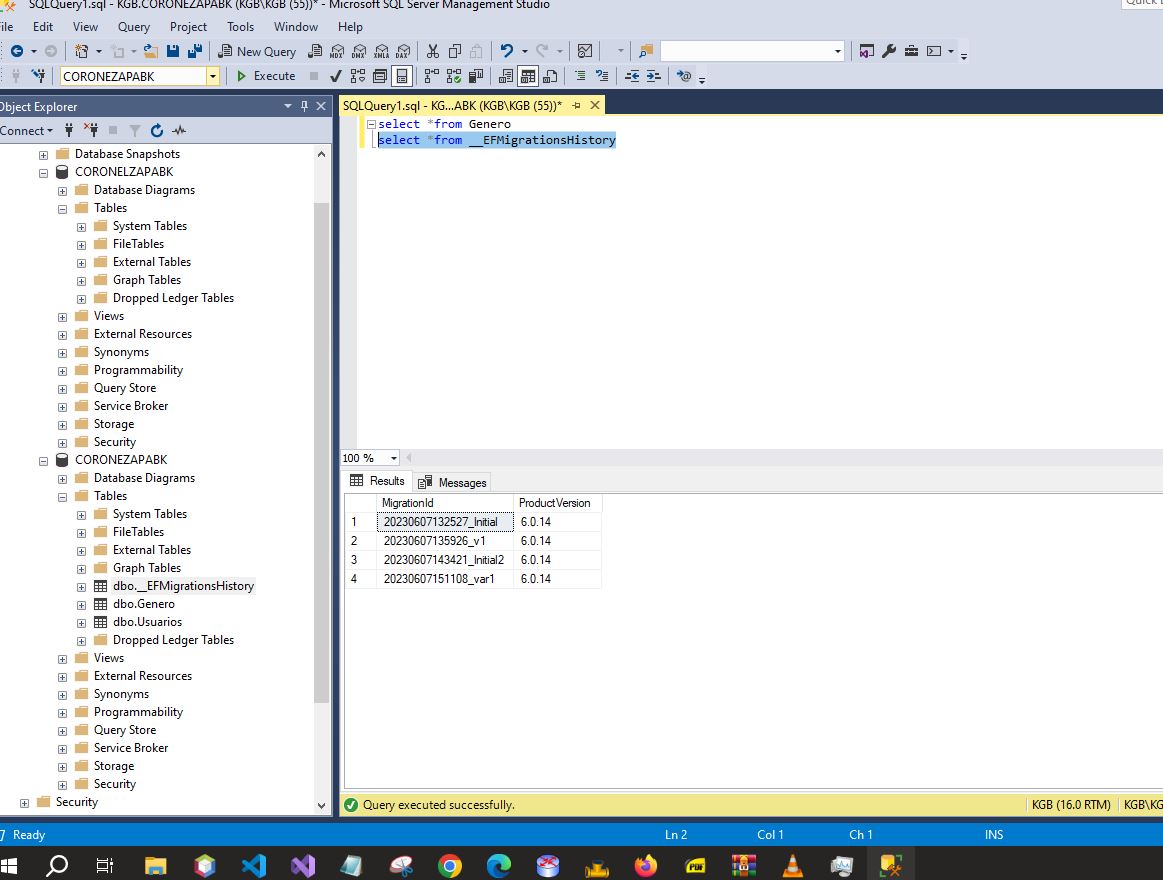 SQLQuery1.sql - KGB.CORONEZAPABK (KGB\KGB (55))* - Microsoft SQL Server Management Studio
Quick
File Edit View Query Project Tools Window Help
New Query MDX DMX XMLA DAX
CORONEZAPABK Execute
Object Explorer
SQLQuery1.sql - KG...ABK (KGB\KGB (55))*
Connect
Database Snapshots
CORONELZAPABK
Database Diagrams
Tables
System Tables
FileTables
External Tables
Graph Tables
Dropped Ledger Tables
Views
External Resources
Synonyms
Programmability
Query Store
Service Broker
Storage
Security
CORONEZAPABK
Database Diagrams
Tables
System Tables
FileTables
External Tables
Graph Tables
dbo.__EFMigrationsHistory
dbo.Genero
dbo.Usuarios
Dropped Ledger Tables
Views
External Resources
Synonyms
Programmability
Query Store
Service Broker
Storage
Security
Security
select *from Genero
select *from __EFMigrationsHistory
100 %
Results Messages
MigrationId ProductVersion
1 20230607132527_Initial 6.0.14
2 20230607135926_v1 6.0.14
3 20230607143421_Initial2 6.0.14
4 20230607151108_var1 6.0.14
Query executed successfully. KGB (16.0 RTM) KGB\KG
Ready Ln 2 Col 1 Ch 1 INS
PDF